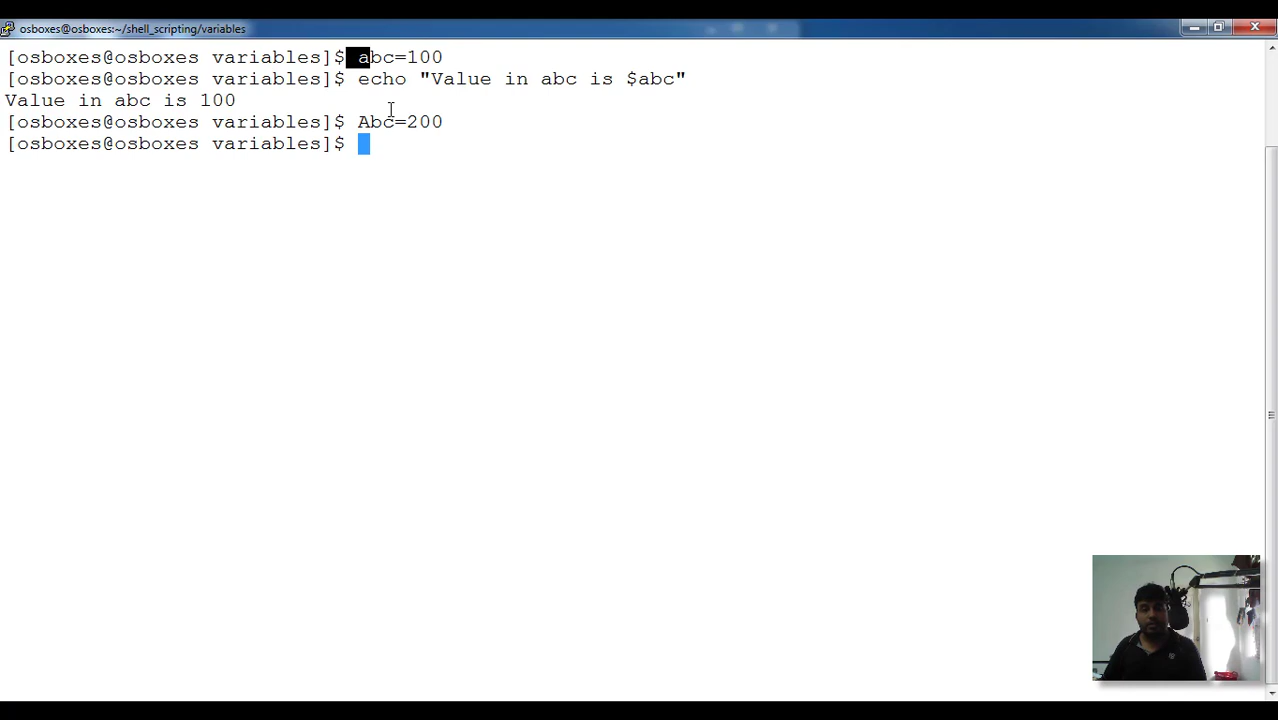 osboxes@osboxes:~/shell_scripting/variables
[osboxes@osboxes variables]$ abc=100
[osboxes@osboxes variables]$ echo "Value in abc is $abc"
Value in abc is 100
[osboxes@osboxes variables]$ Abc=200
[osboxes@osboxes variables]$